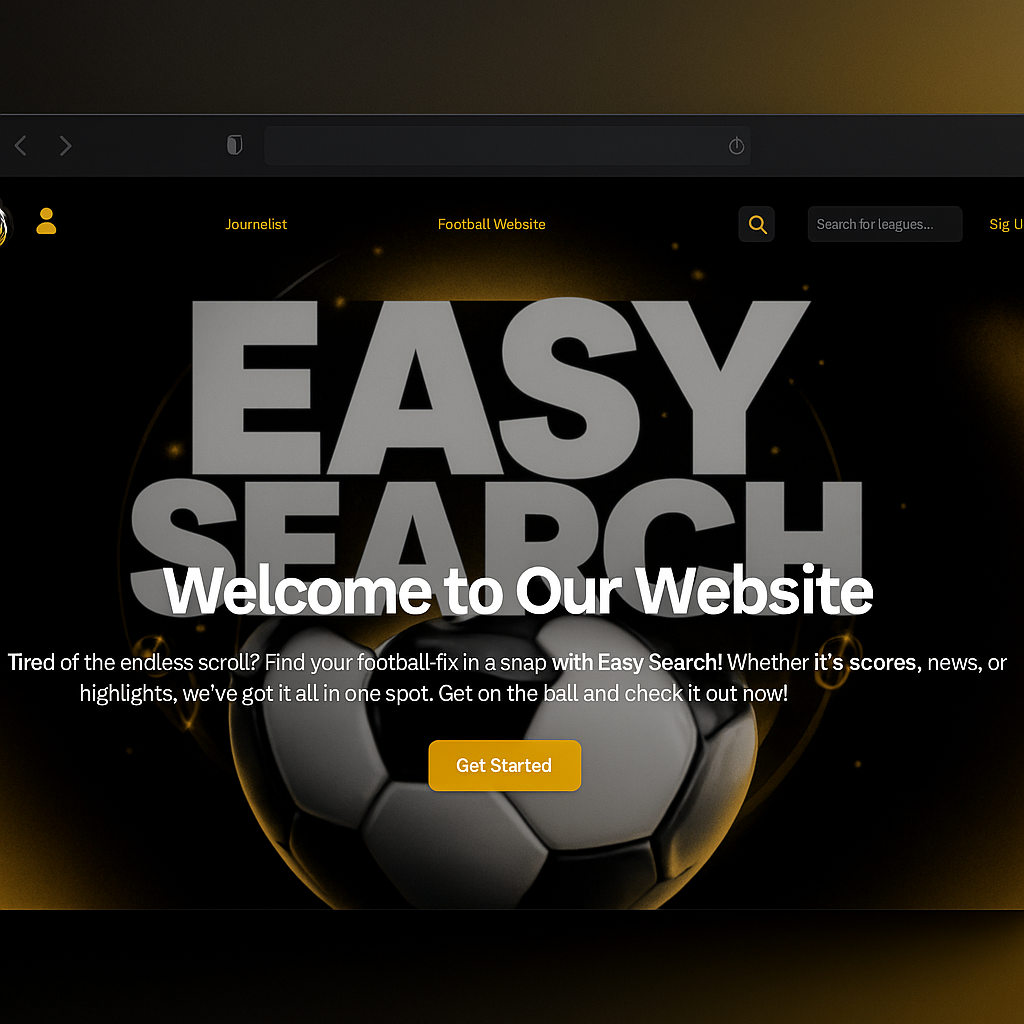 Journelist
Football Website
Search for leagues...
Sig U
EASY
SEARCH
Welcome to Our Website
Tired of the endless scroll? Find your football-fix in a snap with Easy Search! Whether it's scores, news, or
highlights, we've got it all in one spot. Get on the ball and check it out now!
Get Started